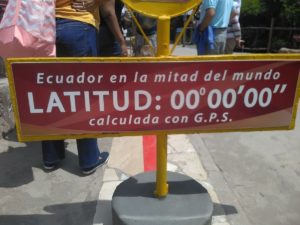 Ecuador en la mitad del mundo
LATITUD: 00°00'00"
calculada con G.P.S.